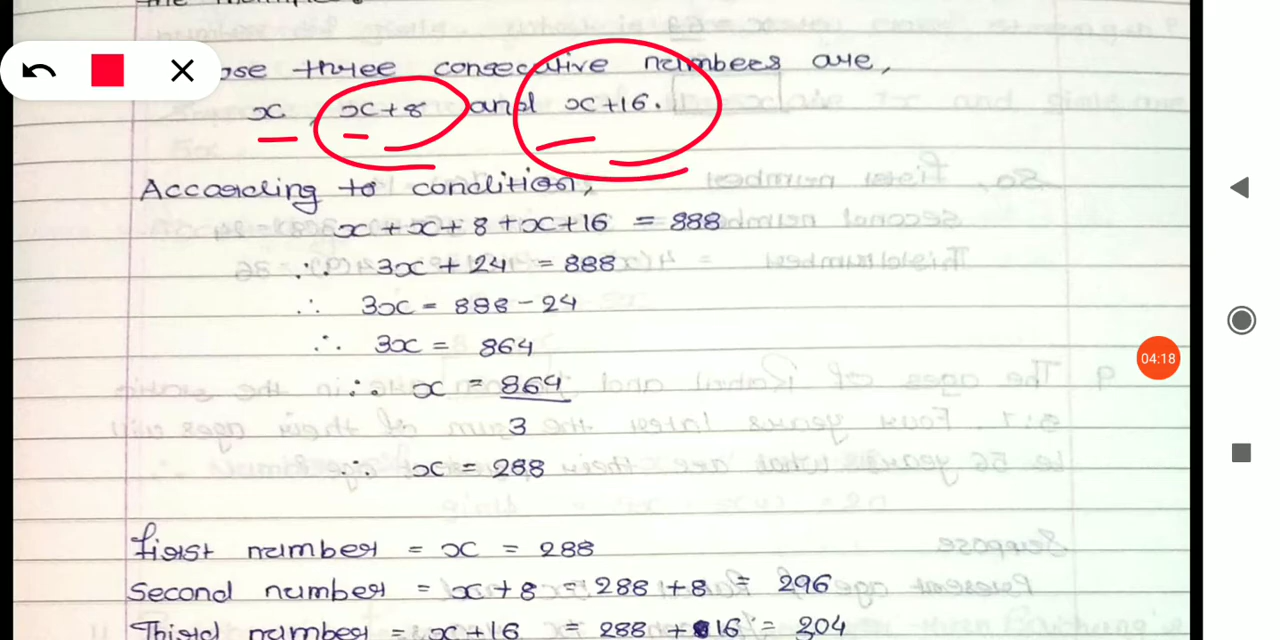 ose three consecutive numbers are,
x, x+8 and x+16.
According to condition,
x+x+8+x+16 = 888
∴ 3x+24 = 888
∴ 3x = 888-24
∴ 3x = 864
∴ x = 864
3
∴ x = 288
04:18
First number = x = 288
Second number = x+8 = 288+8 = 296
Third number = x+16 = 288+16 = 304